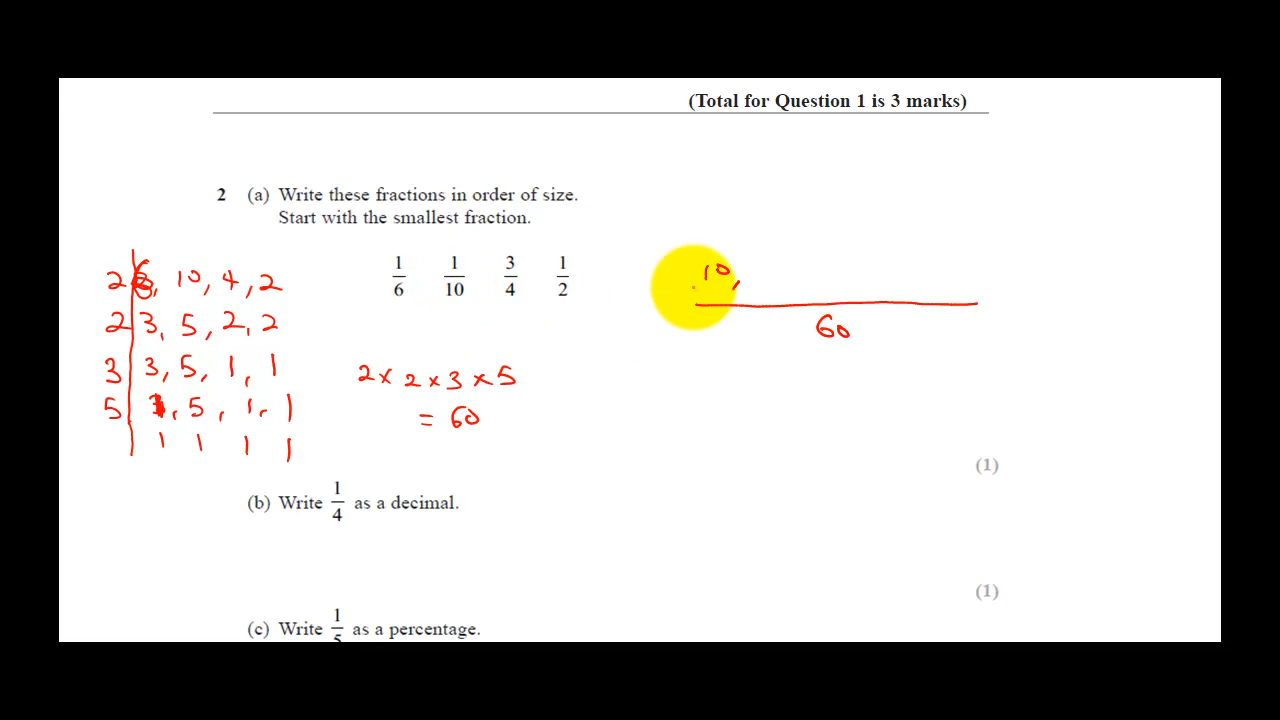 (Total for Question 1 is 3 marks)
2 (a) Write these fractions in order of size.
Start with the smallest fraction.
1/6 1/10 3/4 1/2
10,
60
2 6, 10, 4, 2
2 3, 5, 2, 2
3 3, 5, 1, 1
5 1, 5, 1, 1
1 1 1 1
2 × 2 × 3 × 5
= 60
(1)
(b) Write 1/4 as a decimal.
(1)
(c) Write 1/5 as a percentage.